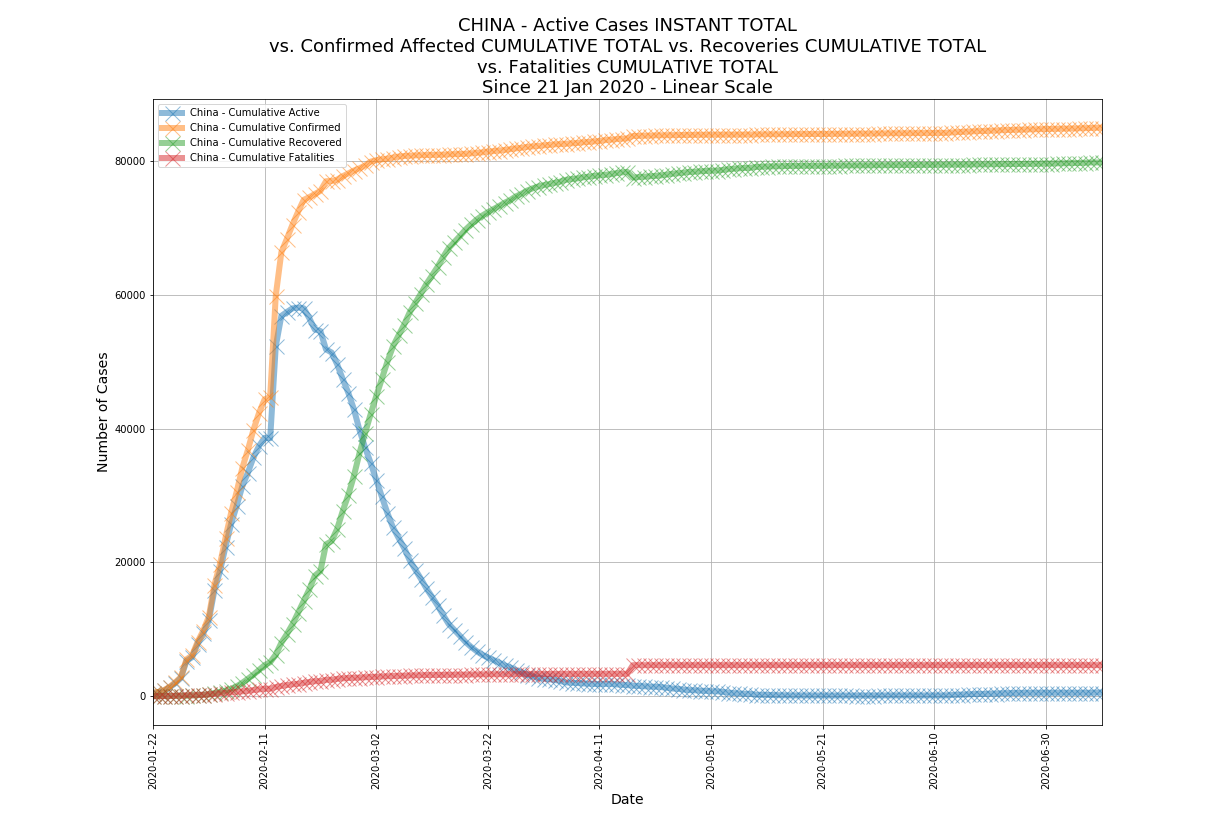 CHINA - Active Cases INSTANT TOTAL
vs. Confirmed Affected CUMULATIVE TOTAL vs. Recoveries CUMULATIVE TOTAL
vs. Fatalities CUMULATIVE TOTAL
Since 21 Jan 2020 - Linear Scale
China - Cumulative Active
China - Cumulative Confirmed
China - Cumulative Recovered
China - Cumulative Fatalities
80000
60000
40000
20000
0
Number of Cases
2020-01-22
2020-02-11
2020-03-02
2020-03-22
2020-04-11
2020-05-01
2020-05-21
2020-06-10
2020-06-30
Date